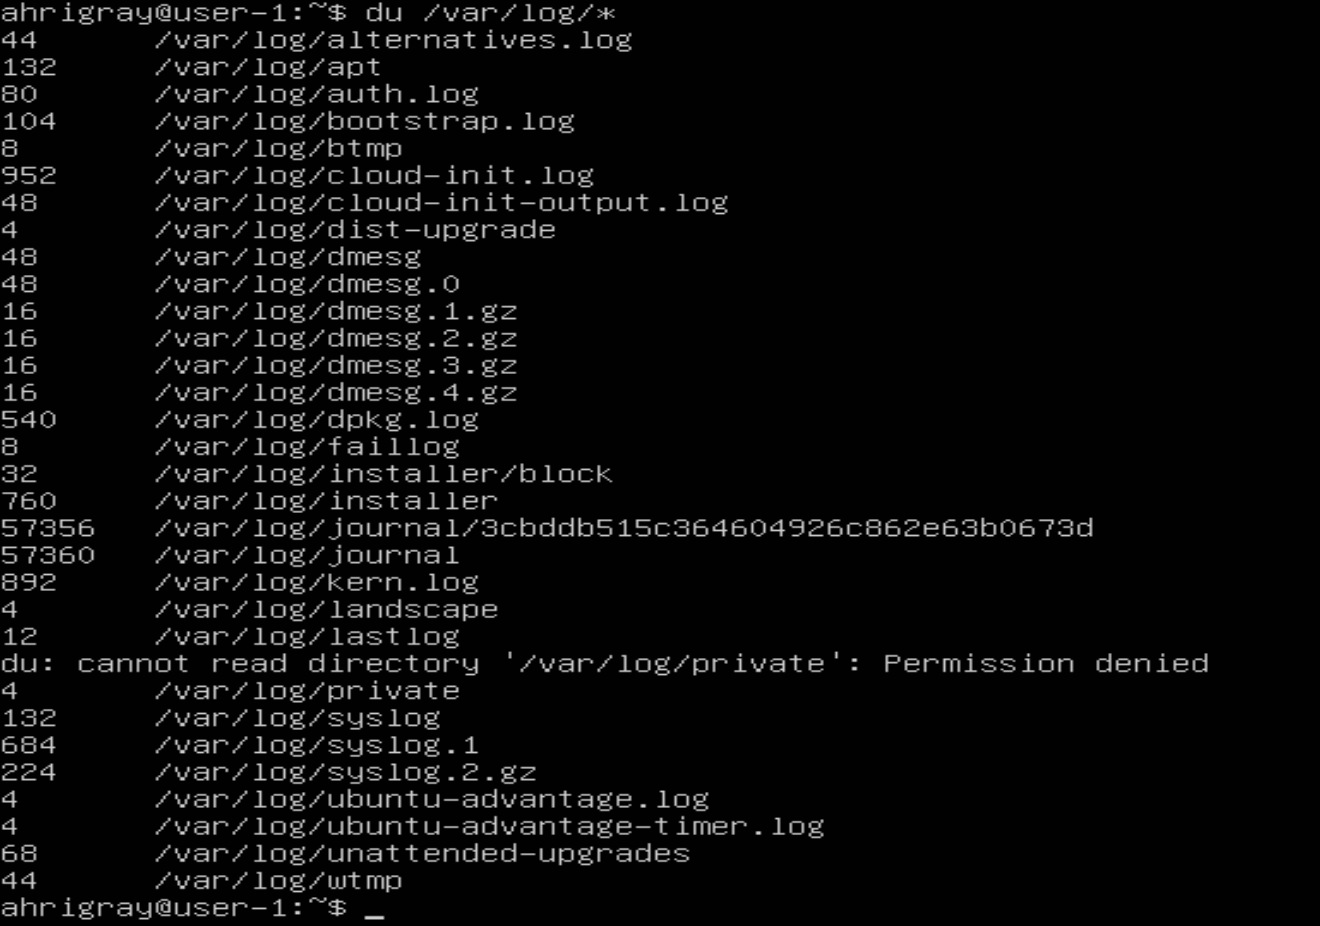 ahrigray@user-1:~$ du /var/log/*
44 /var/log/alternatives.log
132 /var/log/apt
80 /var/log/auth.log
104 /var/log/bootstrap.log
8 /var/log/btmp
952 /var/log/cloud-init.log
48 /var/log/cloud-init-output.log
4 /var/log/dist-upgrade
48 /var/log/dmesg
48 /var/log/dmesg.0
16 /var/log/dmesg.1.gz
16 /var/log/dmesg.2.gz
16 /var/log/dmesg.3.gz
16 /var/log/dmesg.4.gz
540 /var/log/dpkg.log
8 /var/log/faillog
32 /var/log/installer/block
760 /var/log/installer
57356 /var/log/journal/3cbddb515c364604926c862e63b0673d
57360 /var/log/journal
892 /var/log/kern.log
4 /var/log/landscape
12 /var/log/lastlog
du: cannot read directory '/var/log/private': Permission denied
4 /var/log/private
132 /var/log/syslog
684 /var/log/syslog.1
224 /var/log/syslog.2.gz
4 /var/log/ubuntu-advantage.log
4 /var/log/ubuntu-advantage-timer.log
68 /var/log/unattended-upgrades
44 /var/log/wtmp
ahrigray@user-1:~$ _